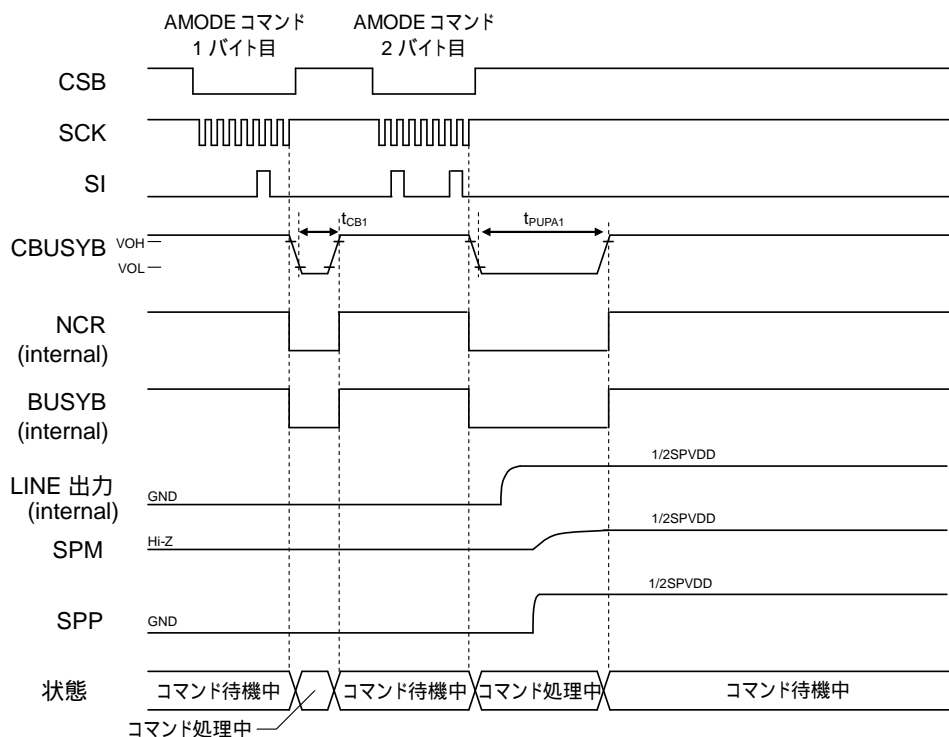 AMODE コマンド
1 バイト目
AMODE コマンド
2 バイト目
CSB
SCK
SI
tCB1
tPUPA1
CBUSYB
VOH
VOL
NCR
(internal)
BUSYB
(internal)
1/2SPVDD
LINE 出力
(internal)
GND
1/2SPVDD
SPM
Hi-Z
1/2SPVDD
SPP
GND
状態
コマンド待機中
コマンド待機中
コマンド処理中
コマンド待機中
コマンド処理中